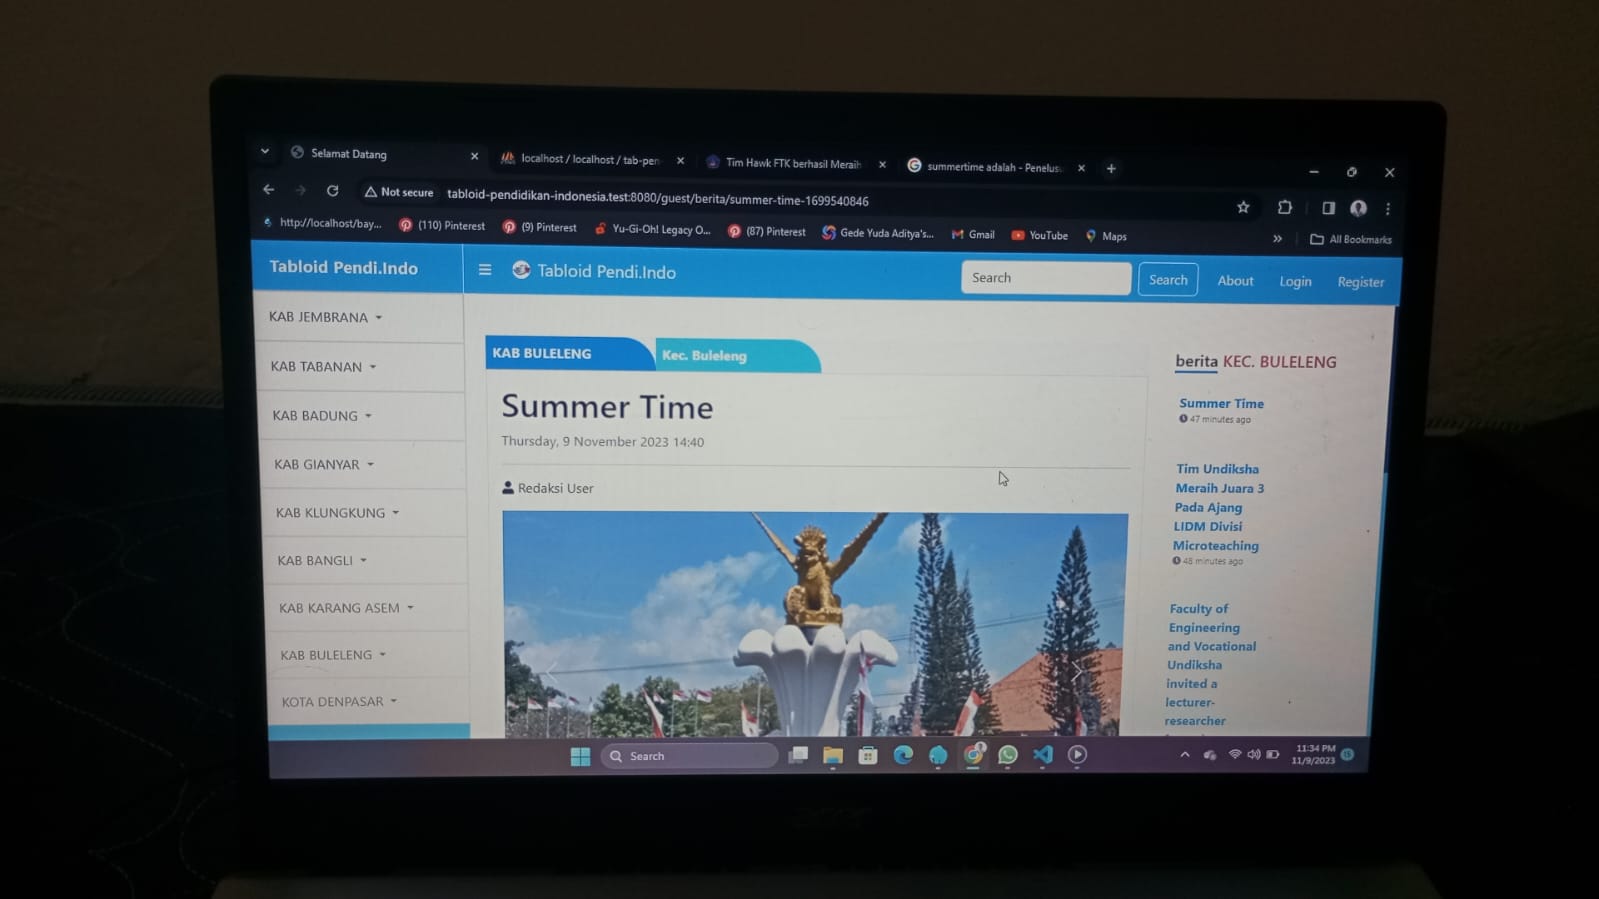 Selamat Datang
localhost / localhost / tab-pen
Tim Hawk FTK berhasil Meraih
summertime adalah - Penelus
Not secure
tabloid-pendidikan-indonesia.test:8080/guest/berita/summer-time-1699540846
http://localhost/bay...
(110) Pinterest
(9) Pinterest
Yu-Gi-Oh! Legacy O...
(87) Pinterest
Gede Yuda Aditya's...
Gmail
YouTube
Maps
»
All Bookmarks
Tabloid Pendi.Indo
Tabloid Pendi.Indo
Search
Search
About
Login
Register
KAB JEMBRANA
KAB TABANAN
KAB BADUNG
KAB GIANYAR
KAB KLUNGKUNG
KAB BANGLI
KAB KARANG ASEM
KAB BULELENG
KOTA DENPASAR
KAB BULELENG
Kec. Buleleng
Summer Time
Thursday, 9 November 2023 14:40
Redaksi User
berita KEC. BULELENG
Summer Time
47 minutes ago
Tim Undiksha
Meraih Juara 3
Pada Ajang
LIDM Divisi
Microteaching
48 minutes ago
Faculty of
Engineering
and Vocational
Undiksha
invited a
lecturer-
researcher
Search
11:34 PM
11/9/2023
acer